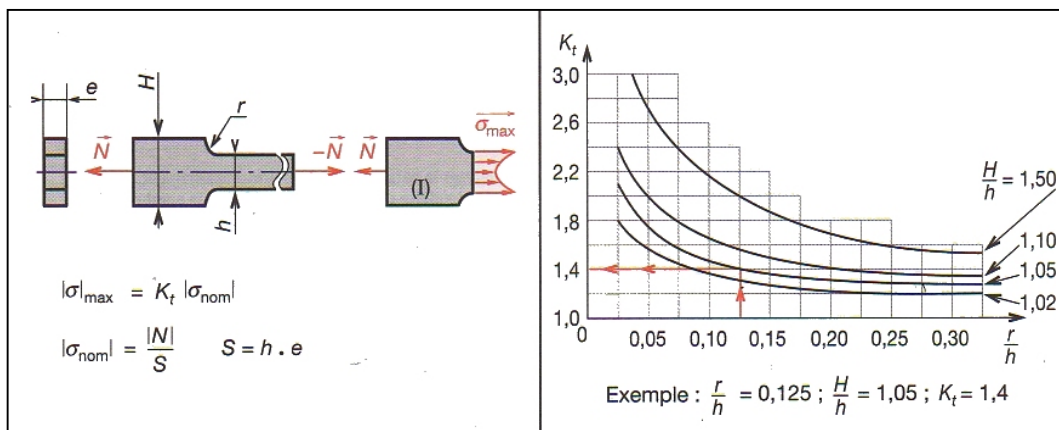 e
H
r
N
-N
N
σmax
(I)
h
|σ|max = Kt |σnom|
|σnom| = |N|/S S = h . e
Kt
3,0
2,6
2,2
1,8
1,4
1,0
0 0,05 0,10 0,15 0,20 0,25 0,30 r/h
H/h = 1,50
1,10
1,05
1,02
Exemple : r/h = 0,125 ; H/h = 1,05 ; Kt = 1,4